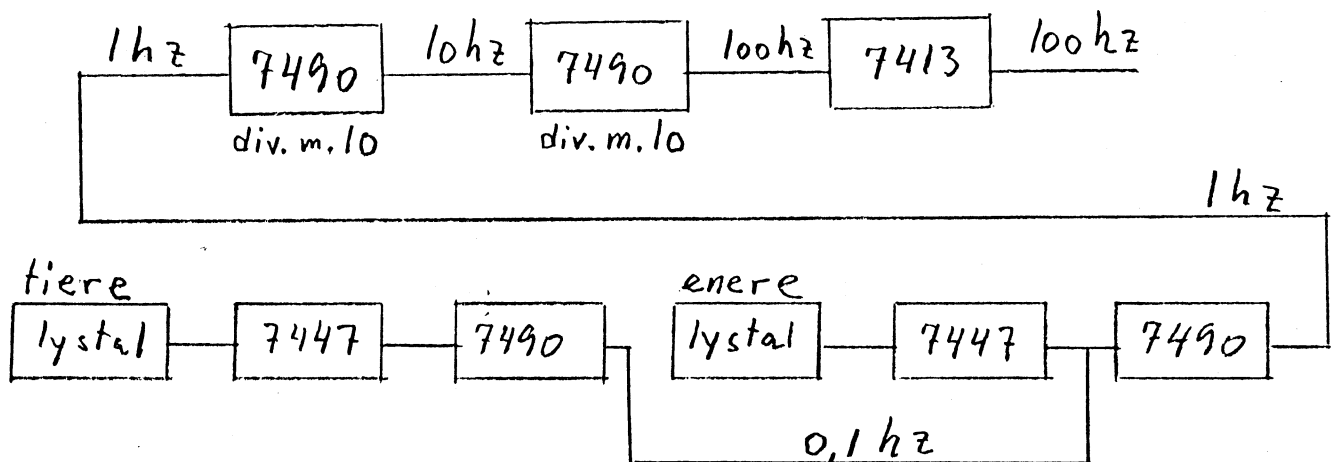 1hz 7490 10hz 7490 100hz 7413 100hz
div. m. 10 div. m. 10
1hz
tiere enere
lystal 7447 7490 lystal 7447 7490
0,1 hz